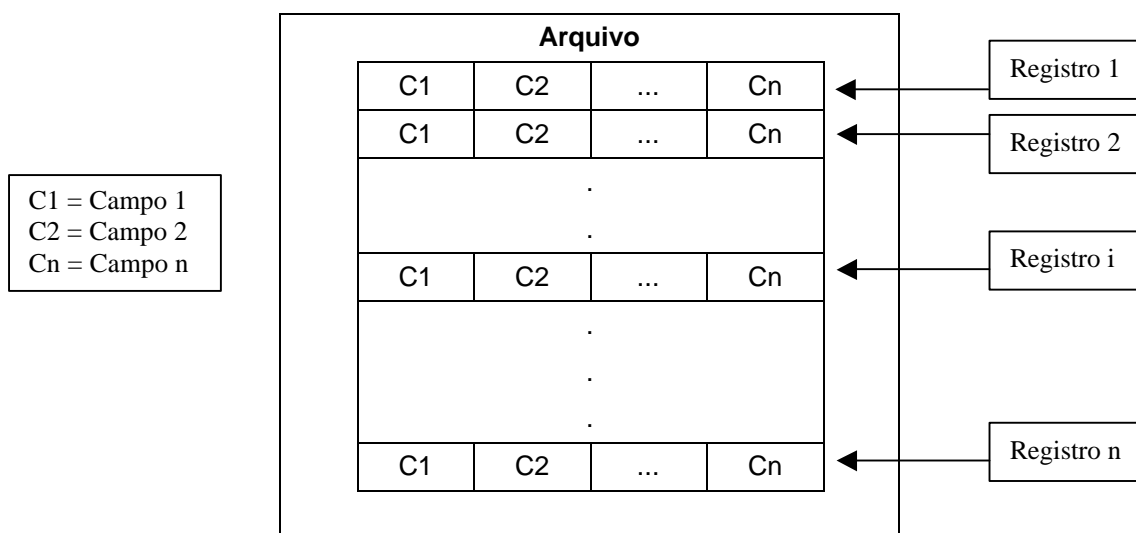 Arquivo
C1 C2 ... Cn
Registro 1
C1 C2 ... Cn
Registro 2
.
.
C1 = Campo 1
C2 = Campo 2
Cn = Campo n
C1 C2 ... Cn
Registro i
.
.
.
C1 C2 ... Cn
Registro n